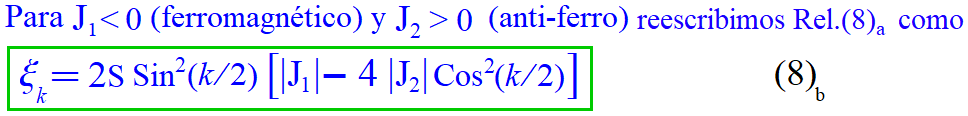 Para J₁< 0 (ferromagnético) y J₂ > 0 (anti-ferro) reescribimos Rel.(8)ₐ como
ξₖ = 2S Sin²(k/2) [|J₁|− 4 |J₂|Cos²(k/2)] (8)_b